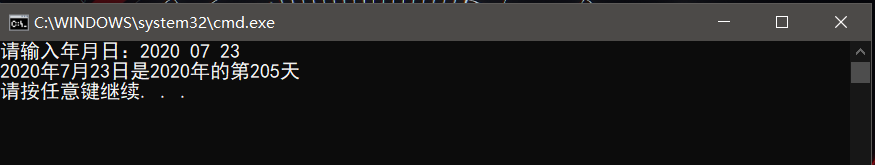 C:\WINDOWS\system32\cmd.exe
请输入年月日：2020 07 23
2020年7月23日是2020年的第205天
请按任意键继续. . .